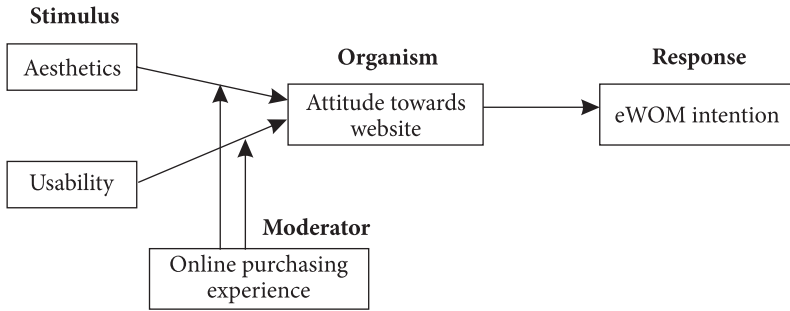 Stimulus
Aesthetics
Organism
Response
Attitude towards
website
eWOM intention
Usability
Moderator
Online purchasing
experience